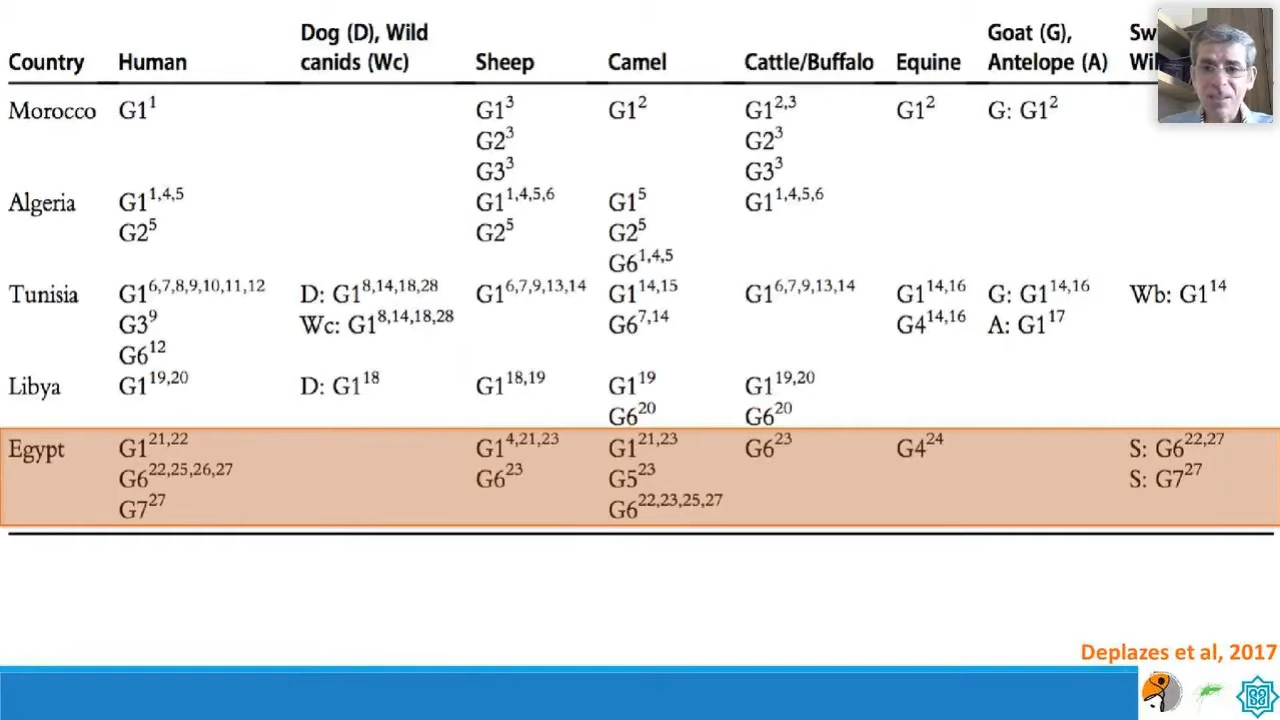 Country Human Dog (D), Wild canids (Wc) Sheep Camel Cattle/Buffalo Equine Goat (G), Antelope (A) Sw
Morocco G1¹ G1³ G1² G1²,³ G1² G: G1²
G2³ G2³
G3³ G3³
Algeria G1¹,⁴,⁵ G1¹,⁴,⁵,⁶ G1⁵ G1¹,⁴,⁵,⁶
G2⁵ G2⁵ G2⁵
G6¹,⁴,⁵
Tunisia G1⁶,⁷,⁸,⁹,¹⁰,¹¹,¹² D: G1⁸,¹⁴,¹⁸,²⁸ G1⁶,⁷,⁹,¹³,¹⁴ G1¹⁴,¹⁵ G1⁶,⁷,⁹,¹³,¹⁴ G1¹⁴,¹⁶ G: G1¹⁴,¹⁶ Wb: G1¹⁴
G3⁹ Wc: G1⁸,¹⁴,¹⁸,²⁸ G6⁷,¹⁴ G4¹⁴,¹⁶ A: G1¹⁷
G6¹²
Libya G1¹⁹,²⁰ D: G1¹⁸ G1¹⁸,¹⁹ G1¹⁹ G1¹⁹,²⁰
G6²⁰ G6²⁰
Egypt G1²¹,²² G1⁴,²¹,²³ G1²¹,²³ G6²³ G4²⁴ S: G6²²,²⁷
G6²²,²⁵,²⁶,²⁷ G6²³ G5²³ S: G7²⁷
G7²⁷ G6²²,²³,²⁵,²⁷
Deplazes et al, 2017